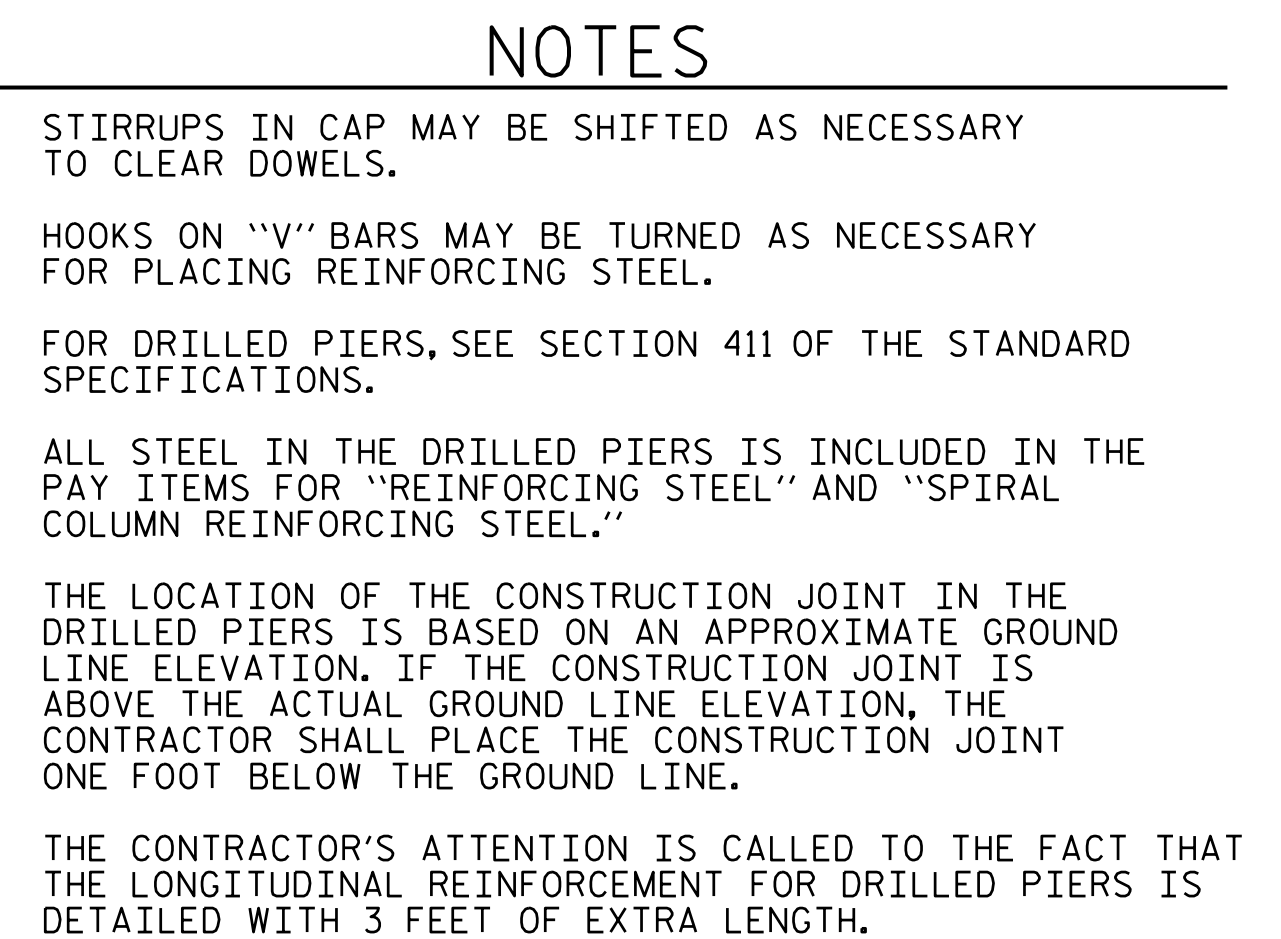 NOTES
STIRRUPS IN CAP MAY BE SHIFTED AS NECESSARY
TO CLEAR DOWELS.
HOOKS ON "V" BARS MAY BE TURNED AS NECESSARY
FOR PLACING REINFORCING STEEL.
FOR DRILLED PIERS, SEE SECTION 411 OF THE STANDARD
SPECIFICATIONS.
ALL STEEL IN THE DRILLED PIERS IS INCLUDED IN THE
PAY ITEMS FOR "REINFORCING STEEL" AND "SPIRAL
COLUMN REINFORCING STEEL."
THE LOCATION OF THE CONSTRUCTION JOINT IN THE
DRILLED PIERS IS BASED ON AN APPROXIMATE GROUND
LINE ELEVATION. IF THE CONSTRUCTION JOINT IS
ABOVE THE ACTUAL GROUND LINE ELEVATION, THE
CONTRACTOR SHALL PLACE THE CONSTRUCTION JOINT
ONE FOOT BELOW THE GROUND LINE.
THE CONTRACTOR'S ATTENTION IS CALLED TO THE FACT THAT
THE LONGITUDINAL REINFORCEMENT FOR DRILLED PIERS IS
DETAILED WITH 3 FEET OF EXTRA LENGTH.